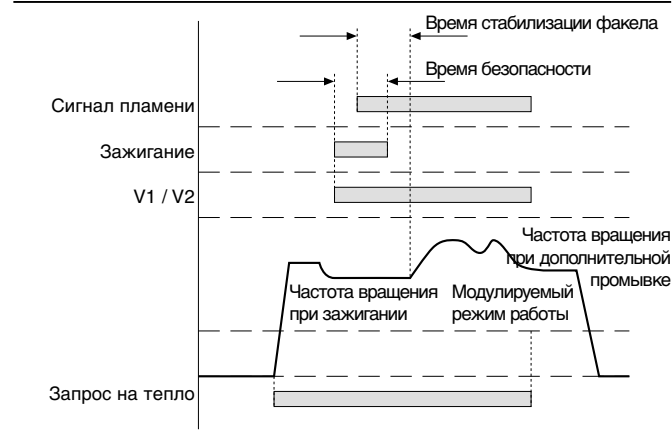 Время стабилизации факела
Время безопасности
Сигнал пламени
Зажигание
V1 / V2
Частота вращения
при дополнительной
промывке
Частота вращения
при зажигании
Модулируемый
режим работы
Запрос на тепло